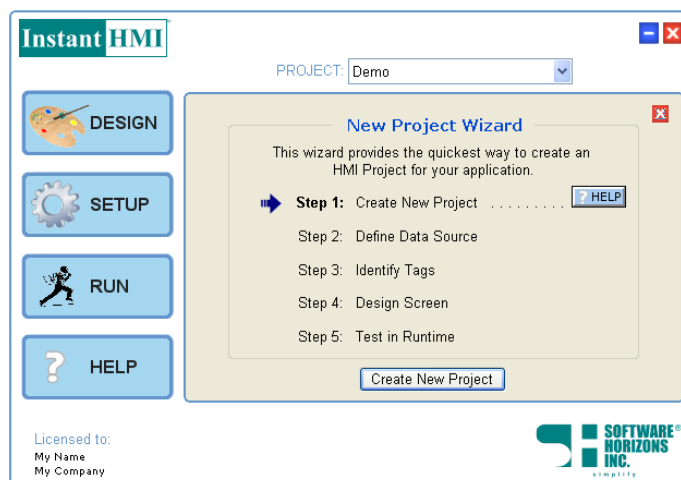 Instant HMI
PROJECT: Demo
DESIGN
SETUP
RUN
HELP
New Project Wizard
This wizard provides the quickest way to create an
HMI Project for your application.
Step 1: Create New Project . . . . . . . . . ? HELP
Step 2: Define Data Source
Step 3: Identify Tags
Step 4: Design Screen
Step 5: Test in Runtime
Create New Project
Licensed to:
My Name
My Company
SOFTWARE®
HORIZONS
INC.
simplify